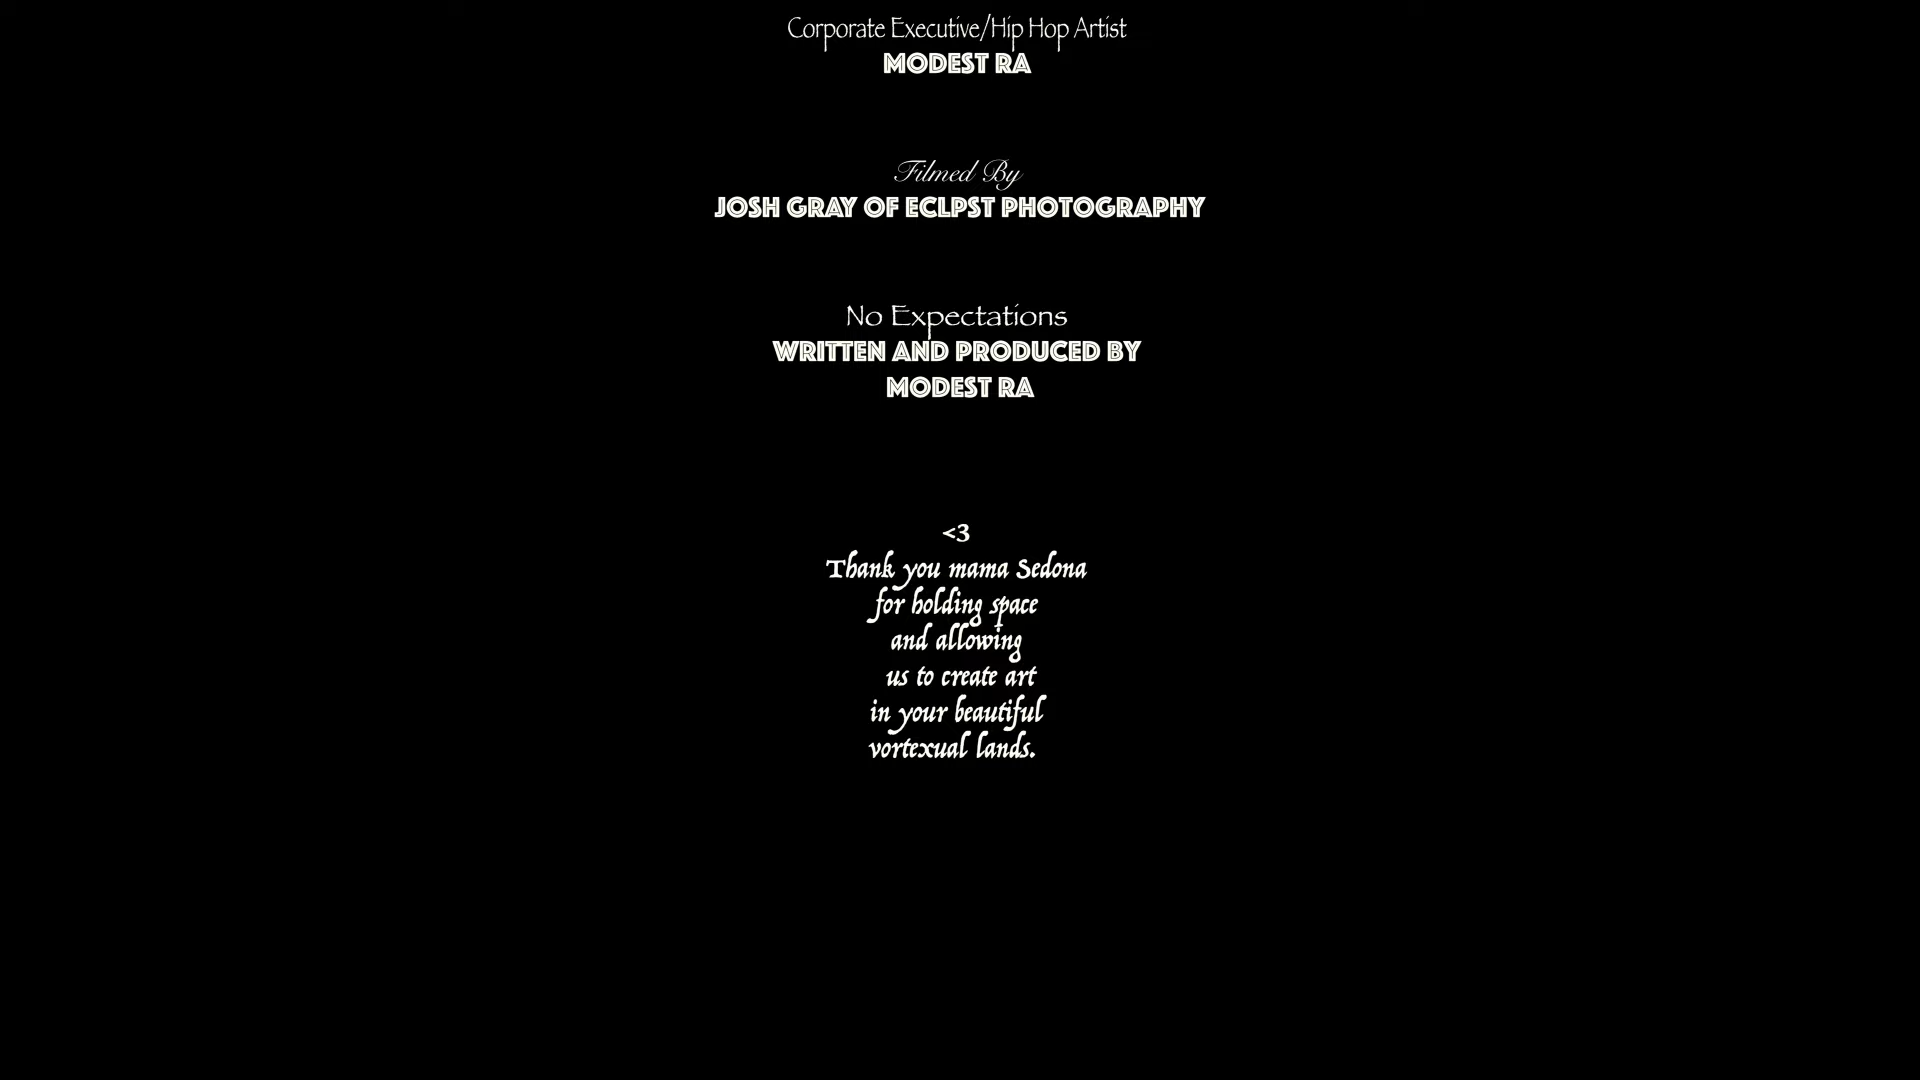 Corporate Executive/Hip Hop Artist
MODEST RA
Filmed By
JOSH GRAY OF ECLPST PHOTOGRAPHY
No Expectations
WRITTEN AND PRODUCED BY
MODEST RA
<3
Thank you mama Sedona
for holding space
and allowing
us to create art
in your beautiful
vortexual lands.